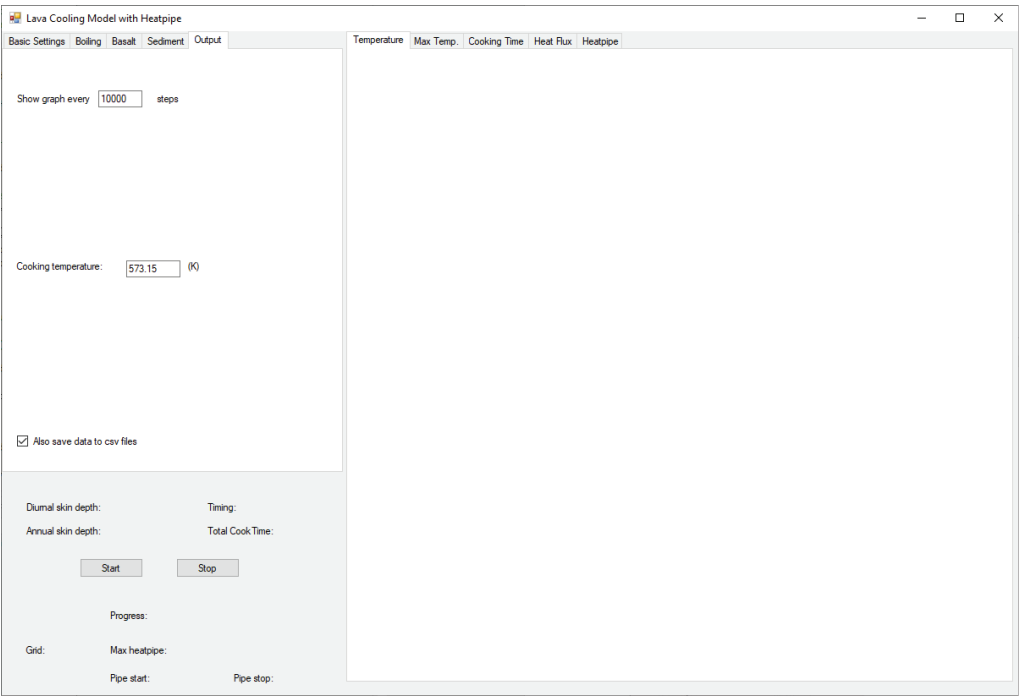 Lava Cooling Model with Heatpipe
Basic Settings Boiling Basalt Sediment Output
Temperature Max Temp. Cooking Time Heat Flux Heatpipe
Show graph every 10000 steps
Cooking temperature: 573.15 (K)
Also save data to csv files
Diurnal skin depth: Timing:
Annual skin depth: Total Cook Time:
Start Stop
Progress:
Grid: Max heatpipe:
Pipe start: Pipe stop: